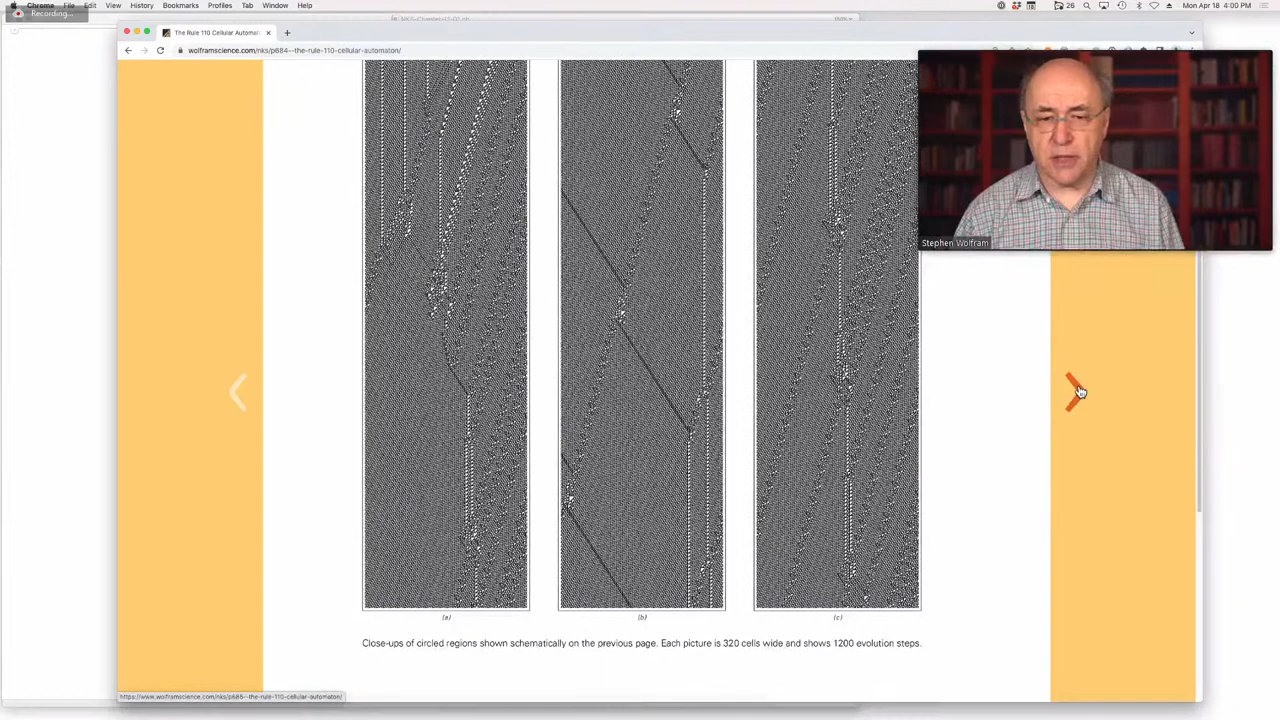 Chrome File Edit View History Bookmarks Profiles Tab Window Help
26
Mon Apr 18 4:00 PM
Recording...
The Rule 110 Cellular Automat
wolframscience.com/nks/p684--the-rule-110-cellular-automaton/
Stephen Wolfram
(a) (b) (c)
Close-ups of circled regions shown schematically on the previous page. Each picture is 320 cells wide and shows 1200 evolution steps.
https://www.wolframscience.com/nks/p685--the-rule-110-cellular-automaton/